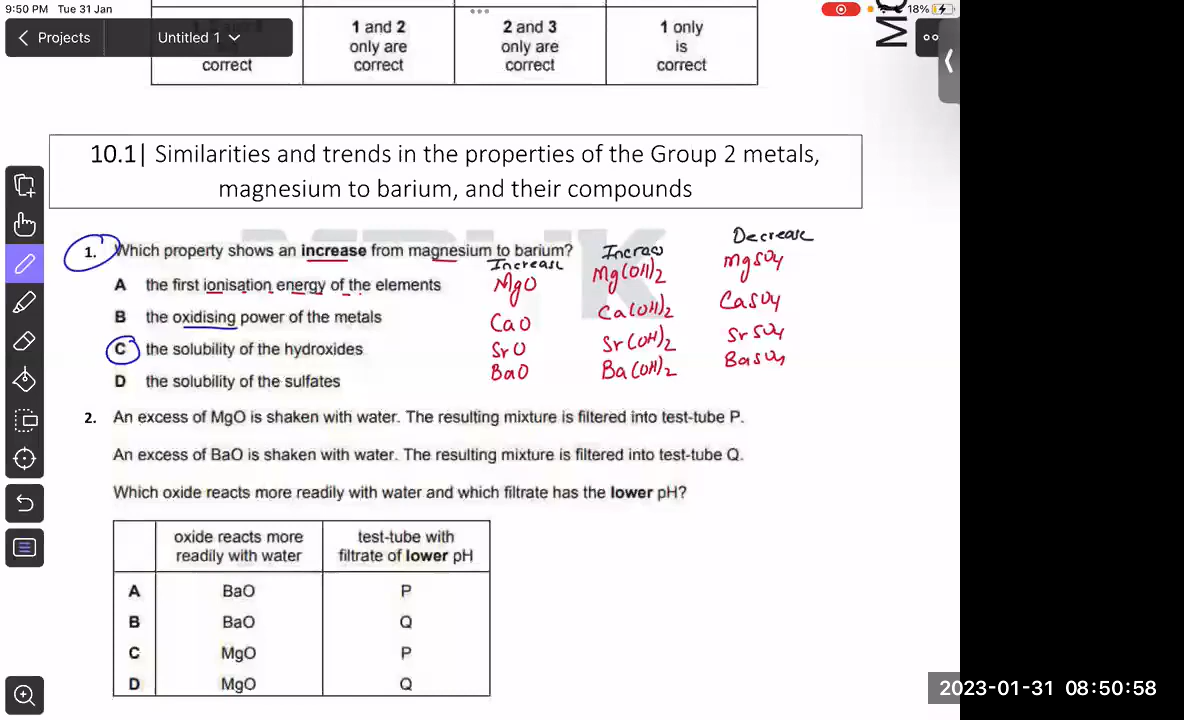 9:50 PM Tue 31 Jan
18%
Projects
Untitled 1
correct
1 and 2
only are
correct
2 and 3
only are
correct
1 only
is
correct
10.1| Similarities and trends in the properties of the Group 2 metals,
magnesium to barium, and their compounds
1. Which property shows an increase from magnesium to barium?
A the first ionisation energy of the elements
B the oxidising power of the metals
C the solubility of the hydroxides
D the solubility of the sulfates
Increase
MgO
CaO
SrO
BaO
Mg(OH)2
Ca(OH)2
Sr(OH)2
Ba(OH)2
Decrease
MgSO4
CaSO4
SrSO4
BaSO4
2. An excess of MgO is shaken with water. The resulting mixture is filtered into test-tube P.
An excess of BaO is shaken with water. The resulting mixture is filtered into test-tube Q.
Which oxide reacts more readily with water and which filtrate has the lower pH?
oxide reacts more
readily with water
test-tube with
filtrate of lower pH
A BaO P
B BaO Q
C MgO P
D MgO Q
2023-01-31 08:50:58